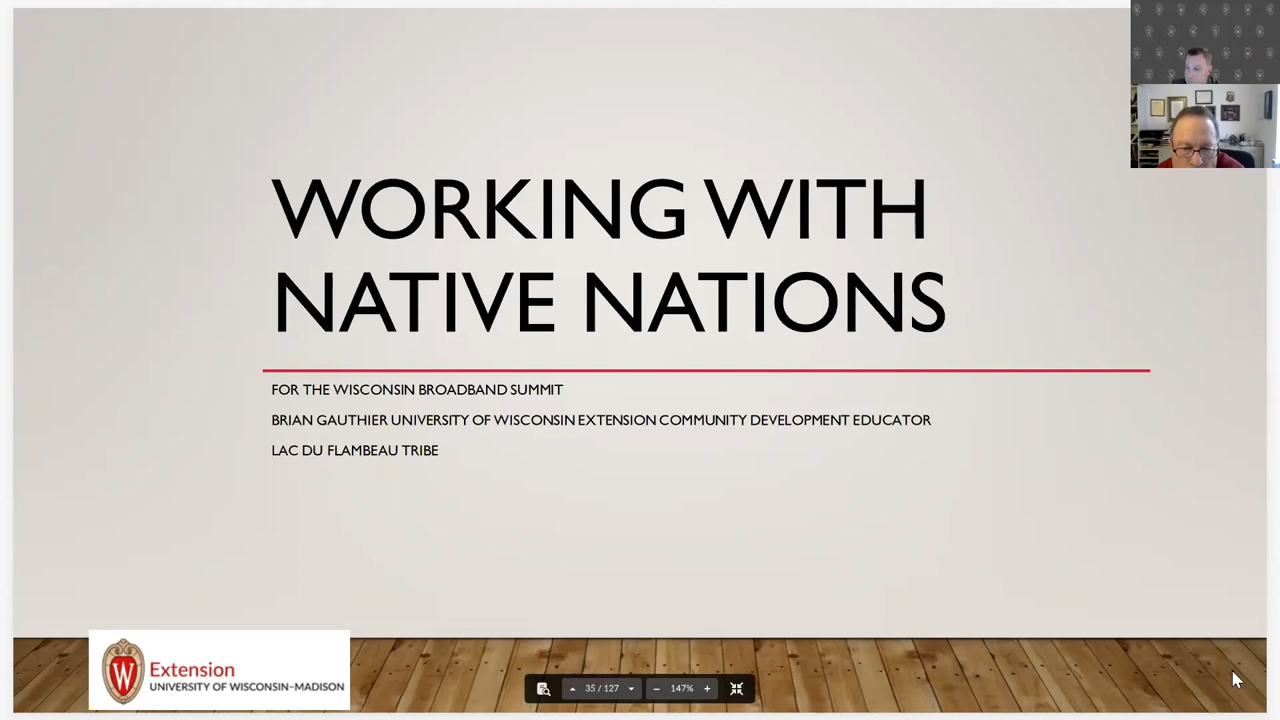 WORKING WITH
NATIVE NATIONS
FOR THE WISCONSIN BROADBAND SUMMIT
BRIAN GAUTHIER UNIVERSITY OF WISCONSIN EXTENSION COMMUNITY DEVELOPMENT EDUCATOR
LAC DU FLAMBEAU TRIBE
W
Extension
UNIVERSITY OF WISCONSIN–MADISON
35 / 127
147%